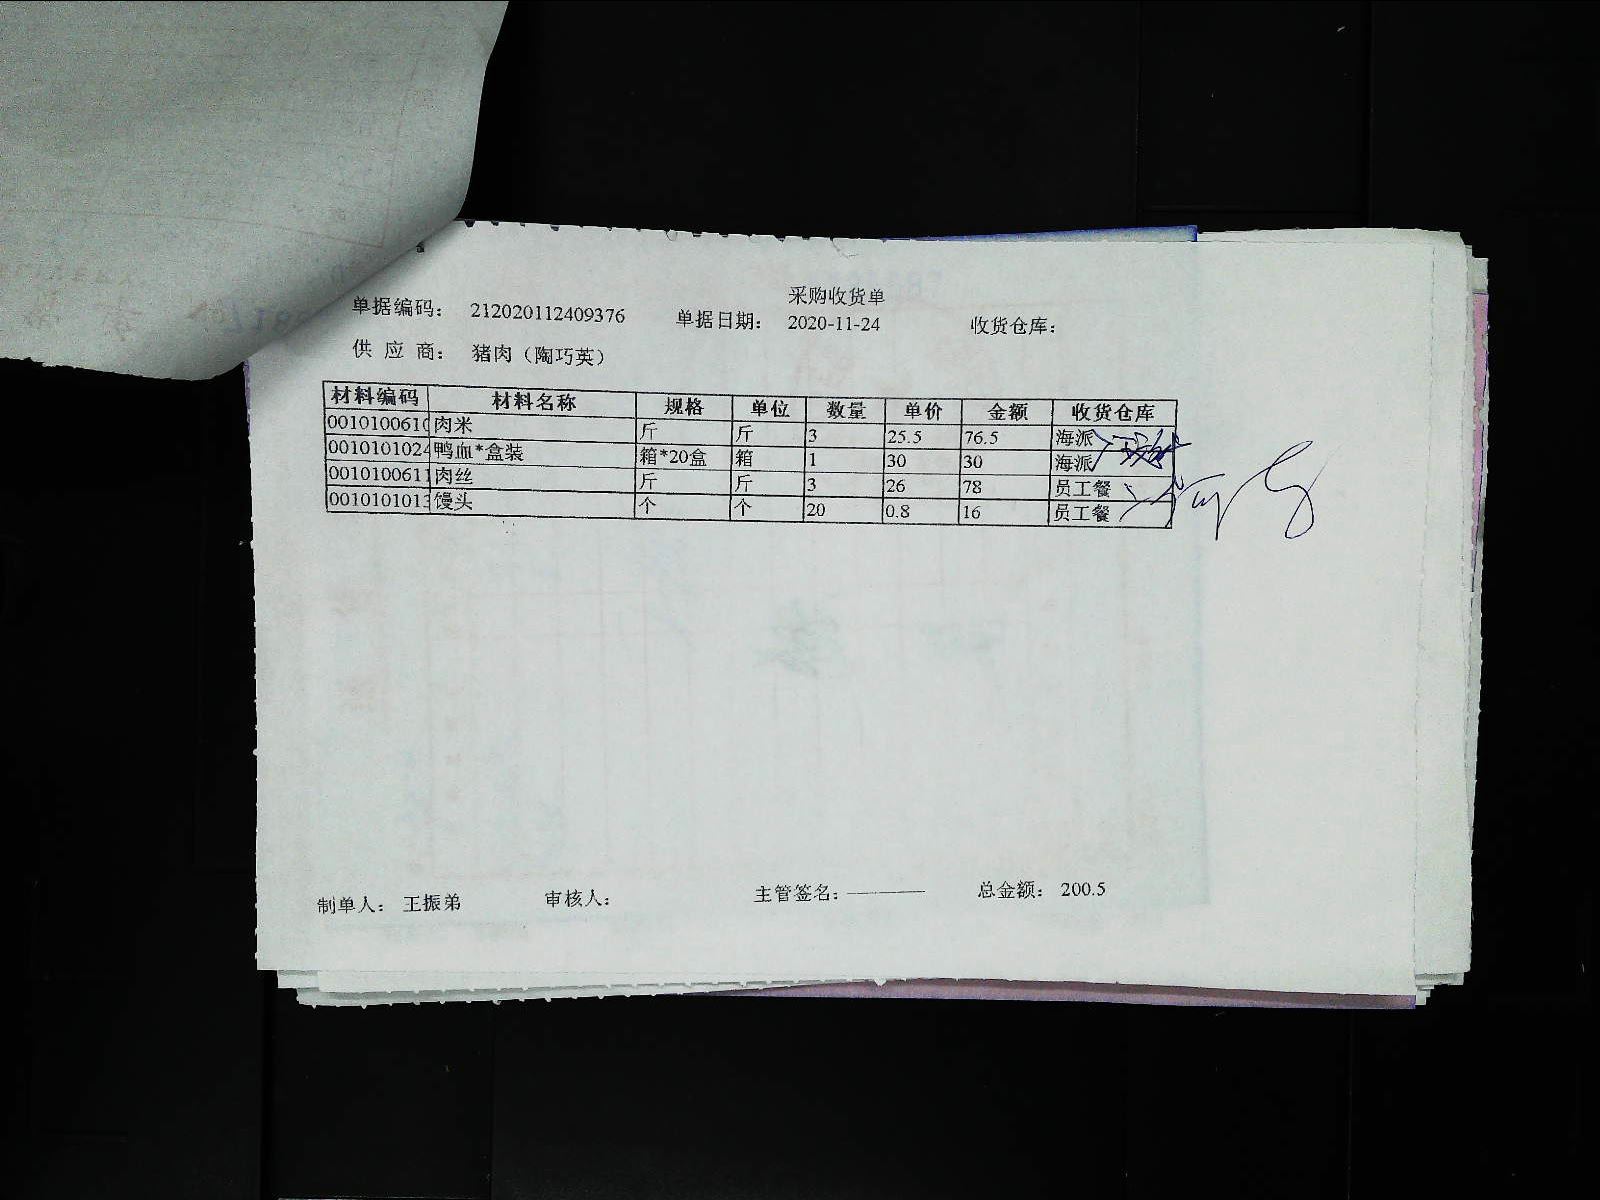 采购收货单
单据编码： 212020112409376 单据日期： 2020-11-24 收货仓库：
供 应 商： 猪肉（陶巧英）
材料编码 材料名称 规格 单位 数量 单价 金额 收货仓库
0010100610 肉米 斤 斤 3 25.5 76.5 海派
0010101024 鸭血*盒装 箱*20盒 箱 1 30 30 海派
0010100611 肉丝 斤 斤 3 26 78 员工餐
0010101013 馒头 个 个 20 0.8 16 员工餐
制单人： 王振弟 审核人： 主管签名： 总金额： 200.5